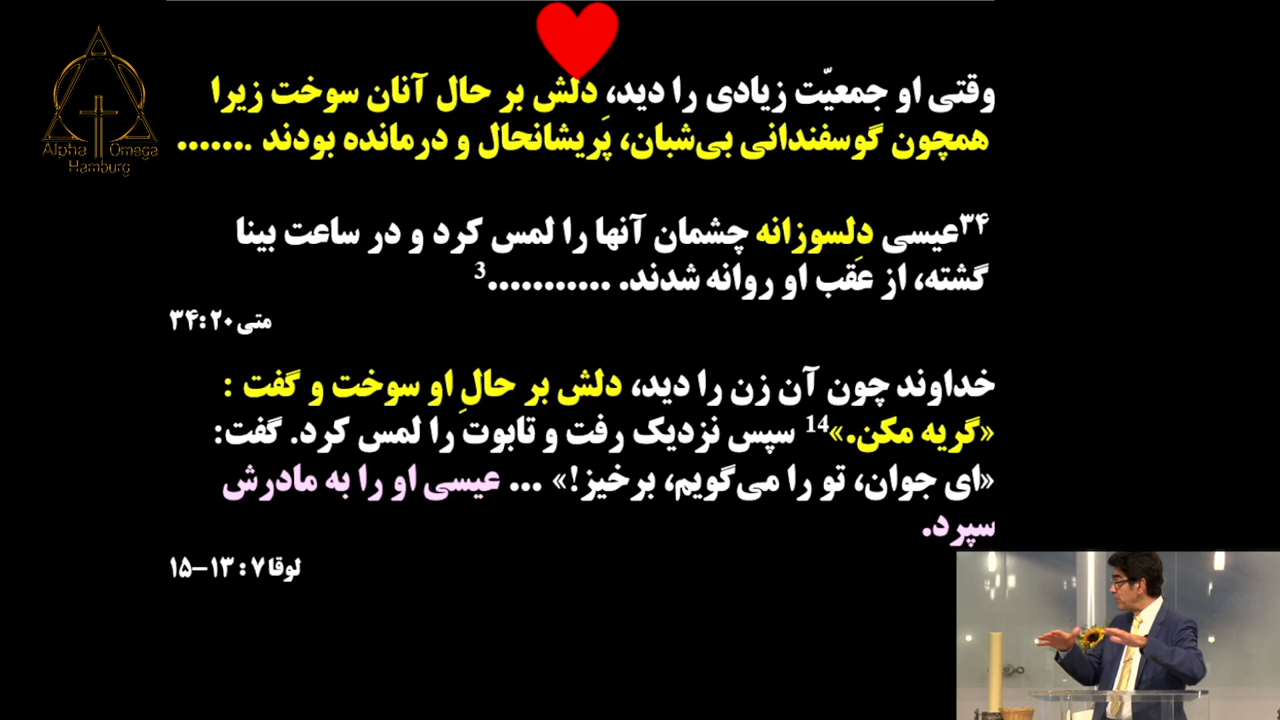 Alpha Omega
Hamburg
وقتی او جمعیّت زیادی را دید، دلش بر حال آنان سوخت زیرا
همچون گوسفندانی بی‌شبان، پَریشانحال و درمانده بودند .......
۳۴عیسی دلسوزانه چشمان آنها را لمس کرد و در ساعت بینا
گشته، از عَقب او روانه شدند. ...........3
متی ۲۰:۳۴
خداوند چون آن زن را دید، دلش بر حالِ او سوخت و گفت :
«گریه مکن.»14 سپس نزدیک رفت و تابوت را لمس کرد. گفت:
«ای جوان، تو را می‌گویم، برخیز!» ... عیسی او را به مادرش
سپرد.
لوقا ۷ : ۱۳–۱۵